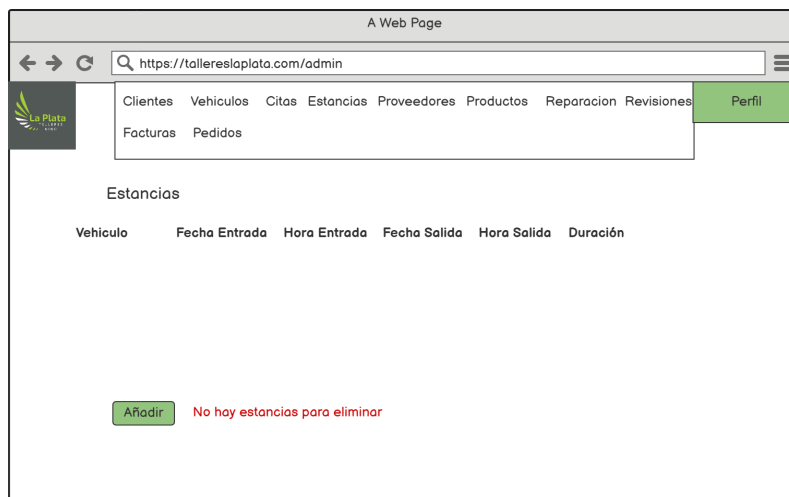 A Web Page
https://tallereslaplata.com/admin
La Plata
TALLERES
Clientes Vehiculos Citas Estancias Proveedores Productos Reparacion Revisiones Perfil
Facturas Pedidos
Estancias
Vehiculo Fecha Entrada Hora Entrada Fecha Salida Hora Salida Duración
Añadir No hay estancias para eliminar